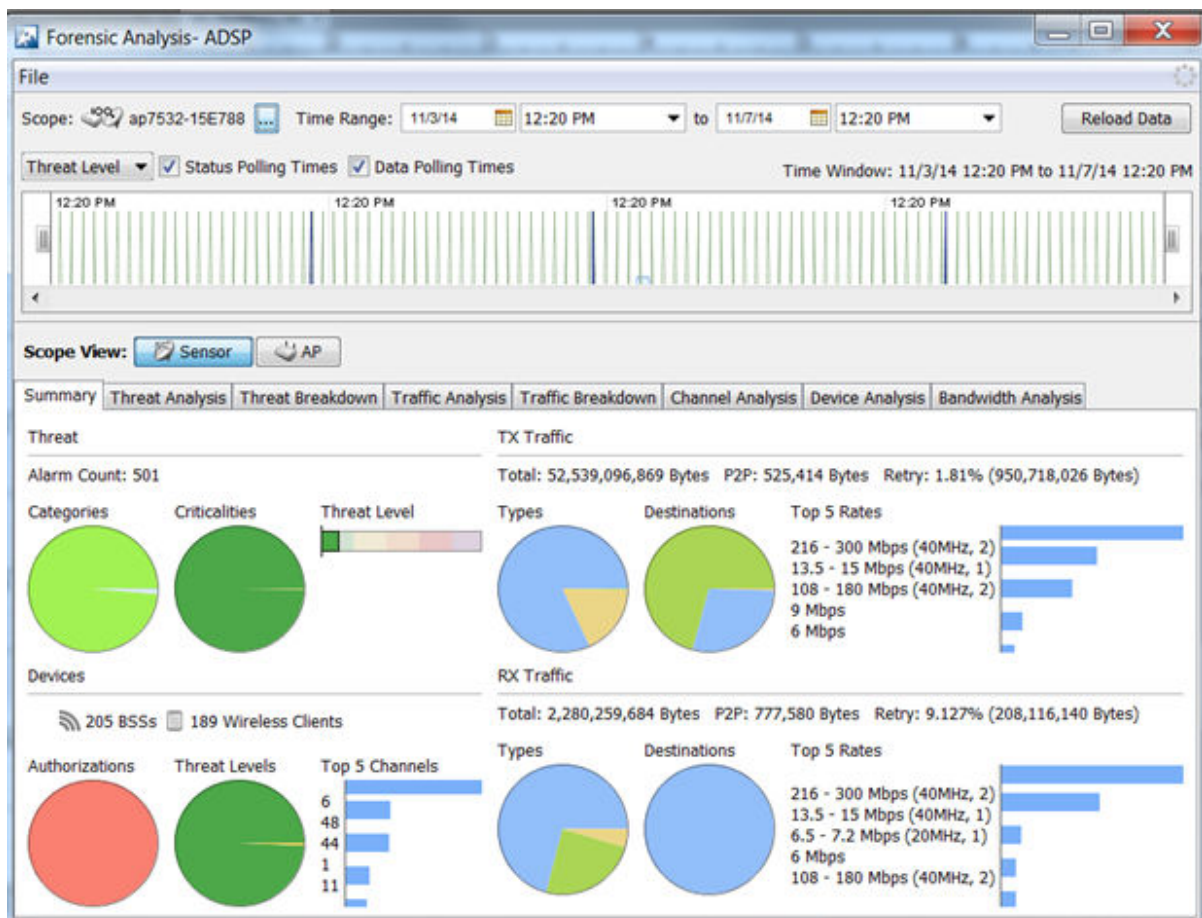 Forensic Analysis- ADSP
File
Scope: ap7532-15E788 ... Time Range: 11/3/14 12:20 PM to 11/7/14 12:20 PM Reload Data
Threat Level Status Polling Times Data Polling Times Time Window: 11/3/14 12:20 PM to 11/7/14 12:20 PM
12:20 PM 12:20 PM 12:20 PM 12:20 PM
Scope View: Sensor AP
Summary Threat Analysis Threat Breakdown Traffic Analysis Traffic Breakdown Channel Analysis Device Analysis Bandwidth Analysis
Threat
Alarm Count: 501
Categories Criticalities Threat Level
TX Traffic
Total: 52,539,096,869 Bytes P2P: 525,414 Bytes Retry: 1.81% (950,718,026 Bytes)
Types Destinations Top 5 Rates
216 - 300 Mbps (40MHz, 2)
13.5 - 15 Mbps (40MHz, 1)
108 - 180 Mbps (40MHz, 2)
9 Mbps
6 Mbps
Devices
205 BSSs 189 Wireless Clients
Authorizations Threat Levels Top 5 Channels
6
48
44
1
11
RX Traffic
Total: 2,280,259,684 Bytes P2P: 777,580 Bytes Retry: 9.127% (208,116,140 Bytes)
Types Destinations Top 5 Rates
216 - 300 Mbps (40MHz, 2)
13.5 - 15 Mbps (40MHz, 1)
6.5 - 7.2 Mbps (20MHz, 1)
6 Mbps
108 - 180 Mbps (40MHz, 2)